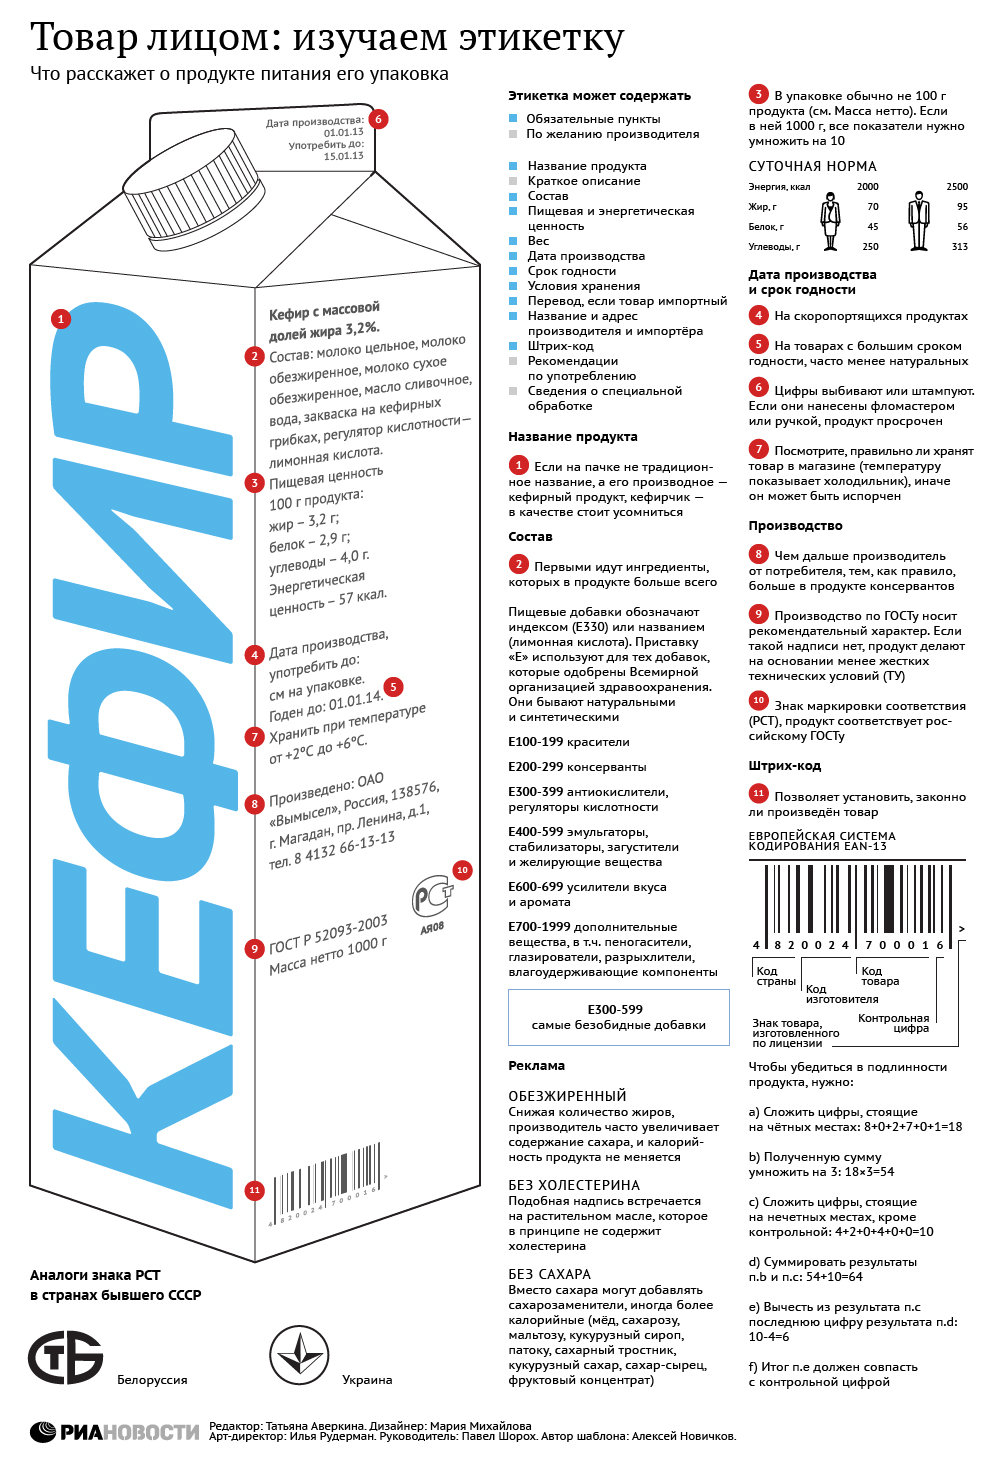 Товар лицом: изучаем этикетку
Что расскажет о продукте питания его упаковка
Дата производства:
01.01.13
Употребить до:
15.01.13
6
1
КЕФИР
Кефир с массовой
долей жира 3,2%.
2
Состав: молоко цельное, молоко
обезжиренное, молоко сухое
обезжиренное, масло сливочное,
вода, закваска на кефирных
грибках, регулятор кислотности—
лимонная кислота.
3
Пищевая ценность
100 г продукта:
жир – 3,2 г;
белок – 2,9 г;
углеводы – 4,0 г.
Энергетическая
ценность – 57 ккал.
4
Дата производства,
употребить до:
см на упаковке.
Годен до: 01.01.14.
5
7
Хранить при температуре
от +2°C до +6°C.
8
Произведено: ОАО
«Вымысел», Россия, 138576,
г. Магадан, пр. Ленина, д.1,
тел. 8 4132 66-13-13
10
РСТ
АЯ08
9
ГОСТ Р 52093-2003
Масса нетто 1000 г
11
4 820024 700016 >
Аналоги знака РСТ
в странах бывшего СССР
СТБ
Белоруссия
Украина
Этикетка может содержать
Обязательные пункты
По желанию производителя
Название продукта
Краткое описание
Состав
Пищевая и энергетическая
ценность
Вес
Дата производства
Срок годности
Условия хранения
Перевод, если товар импортный
Название и адрес
производителя и импортёра
Штрих-код
Рекомендации
по употреблению
Сведения о специальной
обработке
Название продукта
1 Если на пачке не традицион-
ное название, а его производное —
кефирный продукт, кефирчик —
в качестве стоит усомниться
Состав
2 Первыми идут ингредиенты,
которых в продукте больше всего
Пищевые добавки обозначают
индексом (Е330) или названием
(лимонная кислота). Приставку
«Е» используют для тех добавок,
которые одобрены Всемирной
организацией здравоохранения.
Они бывают натуральными
и синтетическими
Е100-199 красители
Е200-299 консерванты
Е300-399 антиокислители,
регуляторы кислотности
Е400-599 эмульгаторы,
стабилизаторы, загустители
и желирующие вещества
Е600-699 усилители вкуса
и аромата
Е700-1999 дополнительные
вещества, в т.ч. пеногасители,
глазирователи, разрыхлители,
влагоудерживающие компоненты
Е300-599
самые безобидные добавки
Реклама
ОБЕЗЖИРЕННЫЙ
Снижая количество жиров,
производитель часто увеличивает
содержание сахара, и калорий-
ность продукта не меняется
БЕЗ ХОЛЕСТЕРИНА
Подобная надпись встречается
на растительном масле, которое
в принципе не содержит
холестерина
БЕЗ САХАРА
Вместо сахара могут добавлять
сахарозаменители, иногда более
калорийные (мёд, сахарозу,
мальтозу, кукурузный сироп,
патоку, сахарный тростник,
кукурузный сахар, сахар-сырец,
фруктовый концентрат)
3 В упаковке обычно не 100 г
продукта (см. Масса нетто). Если
в ней 1000 г, все показатели нужно
умножить на 10
СУТОЧНАЯ НОРМА
Энергия, ккал 2000 2500
Жир, г 70 95
Белок, г 45 56
Углеводы, г 250 313
Дата производства
и срок годности
4 На скоропортящихся продуктах
5 На товарах с большим сроком
годности, часто менее натуральных
6 Цифры выбивают или штампуют.
Если они нанесены фломастером
или ручкой, продукт просрочен
7 Посмотрите, правильно ли хранят
товар в магазине (температуру
показывает холодильник), иначе
он может быть испорчен
Производство
8 Чем дальше производитель
от потребителя, тем, как правило,
больше в продукте консервантов
9 Производство по ГОСТу носит
рекомендательный характер. Если
такой надписи нет, продукт делают
на основании менее жестких
технических условий (ТУ)
10 Знак маркировки соответствия
(РСТ), продукт соответствует рос-
сийскому ГОСТу
Штрих-код
11 Позволяет установить, законно
ли произведён товар
ЕВРОПЕЙСКАЯ СИСТЕМА
КОДИРОВАНИЯ EAN-13
4 820024 700016 >
Код
страны
Код
изготовителя
Код
товара
Контрольная
цифра
Знак товара,
изготовленного
по лицензии
Чтобы убедиться в подлинности
продукта, нужно:
a) Сложить цифры, стоящие
на чётных местах: 8+0+2+7+0+1=18
b) Полученную сумму
умножить на 3: 18×3=54
c) Сложить цифры, стоящие
на нечетных местах, кроме
контрольной: 4+2+0+4+0+0=10
d) Суммировать результаты
п.b и п.c: 54+10=64
e) Вычесть из результата п.c
последнюю цифру результата п.d:
10-4=6
f) Итог п.e должен совпасть
с контрольной цифрой
РИАНОВОСТИ
Редактор: Татьяна Аверкина. Дизайнер: Мария Михайлова
Арт-директор: Илья Рудерман. Руководитель: Павел Шорох. Автор шаблона: Алексей Новичков.